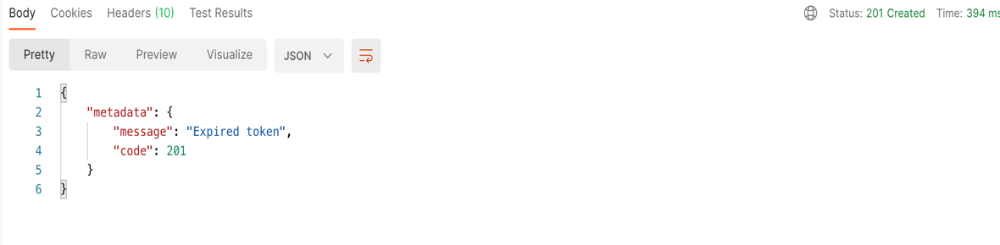 Body Cookies Headers (10) Test Results Status: 201 Created Time: 394 ms
Pretty Raw Preview Visualize JSON
1 {
2 "metadata": {
3 "message": "Expired token",
4 "code": 201
5 }
6 }